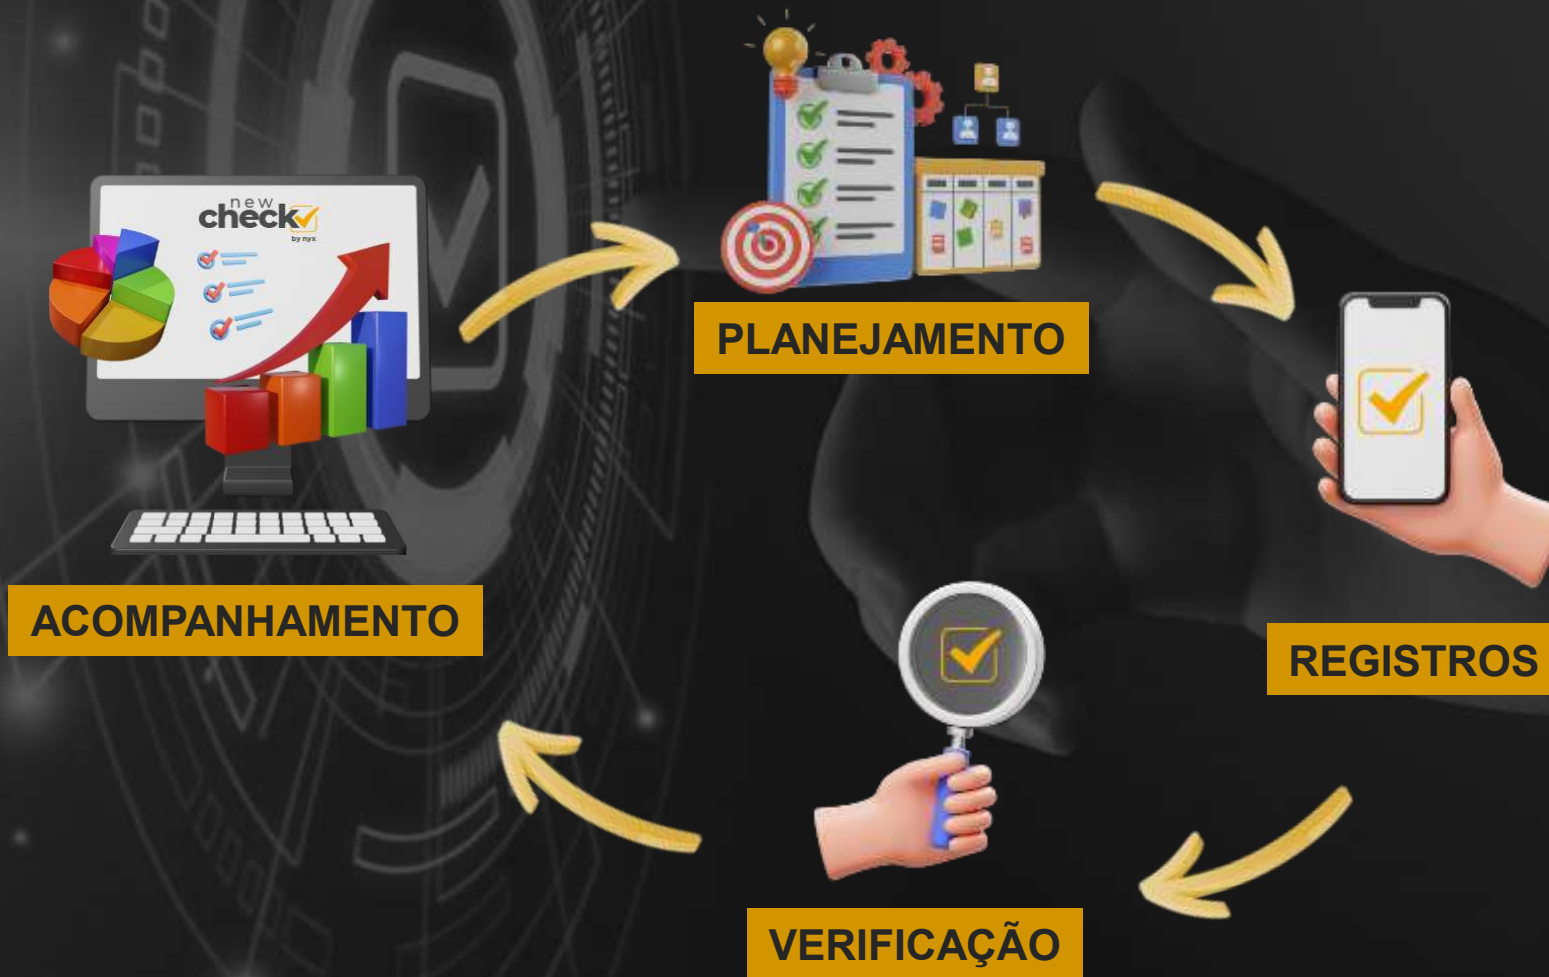 new
check
by nyx
PLANEJAMENTO
ACOMPANHAMENTO
REGISTROS
VERIFICAÇÃO